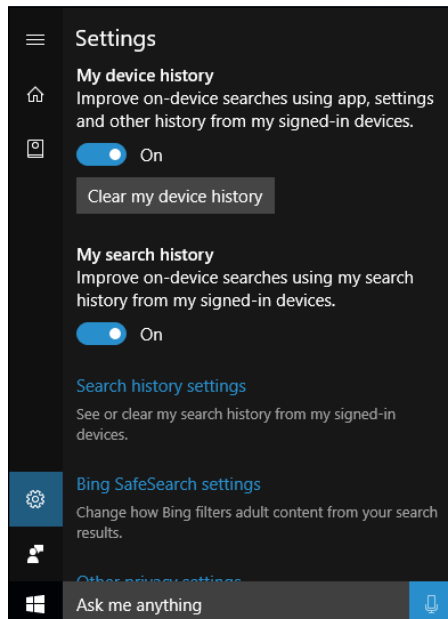 Settings
My device history
Improve on-device searches using app, settings
and other history from my signed-in devices.
On
Clear my device history
My search history
Improve on-device searches using my search
history from my signed-in devices.
On
Search history settings
See or clear my search history from my signed-in
devices.
Bing SafeSearch settings
Change how Bing filters adult content from your search
results.
Other privacy settings
Ask me anything